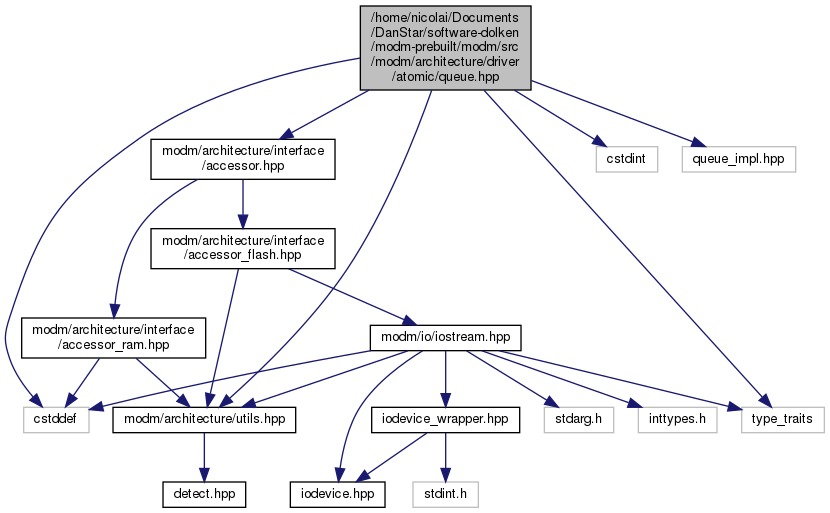 /home/nicolai/Documents
/DanStar/software-dolken
/modm-prebuilt/modm/src
/modm/architecture/driver
/atomic/queue.hpp
modm/architecture/interface
/accessor.hpp
cstdint
queue_impl.hpp
modm/architecture/interface
/accessor_flash.hpp
modm/architecture/interface
/accessor_ram.hpp
modm/io/iostream.hpp
cstddef
modm/architecture/utils.hpp
iodevice_wrapper.hpp
stdarg.h
inttypes.h
type_traits
detect.hpp
iodevice.hpp
stdint.h